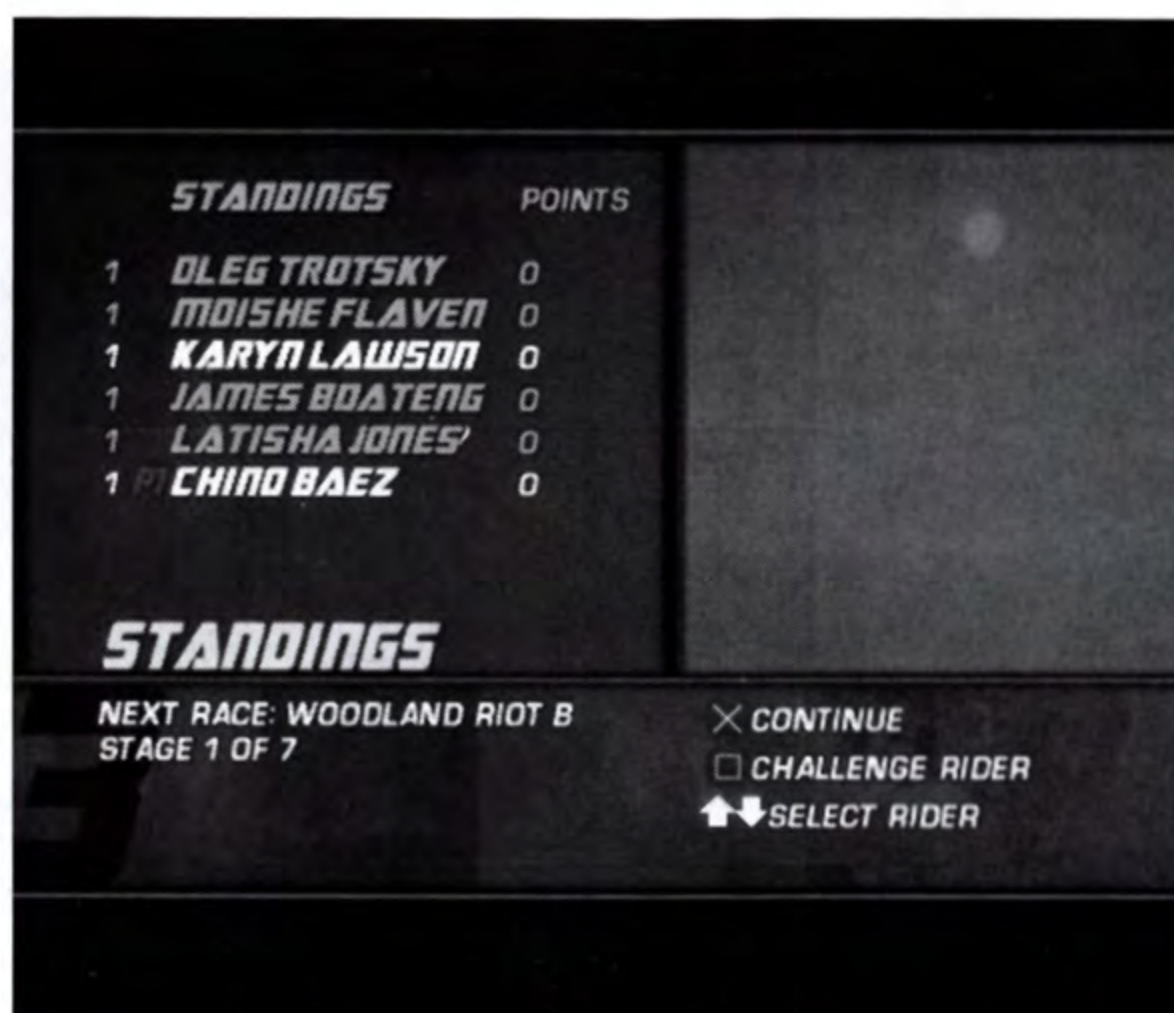 STANDINGS POINTS
1 OLEG TROTSKY 0
1 MOISHE FLAVEN 0
1 KARYN LAWSON 0
1 JAMES BOATENG 0
1 LATISHA JONES' 0
1 P1 CHINO BAEZ 0
STANDINGS
NEXT RACE: WOODLAND RIOT B
STAGE 1 OF 7
CONTINUE
CHALLENGE RIDER
SELECT RIDER